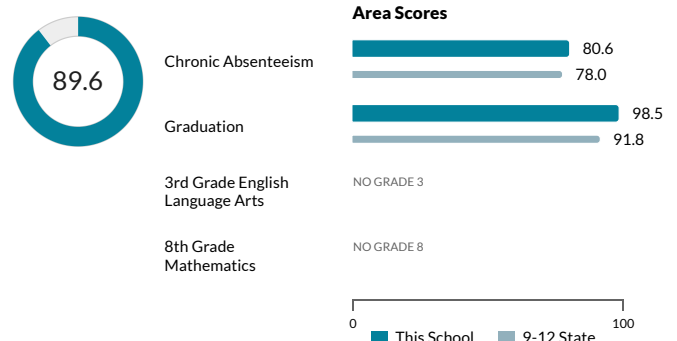 Area Scores
89.6
Chronic Absenteeism
80.6
78.0
Graduation
98.5
91.8
3rd Grade English
Language Arts
NO GRADE 3
8th Grade
Mathematics
NO GRADE 8
0
100
This School
9-12 State